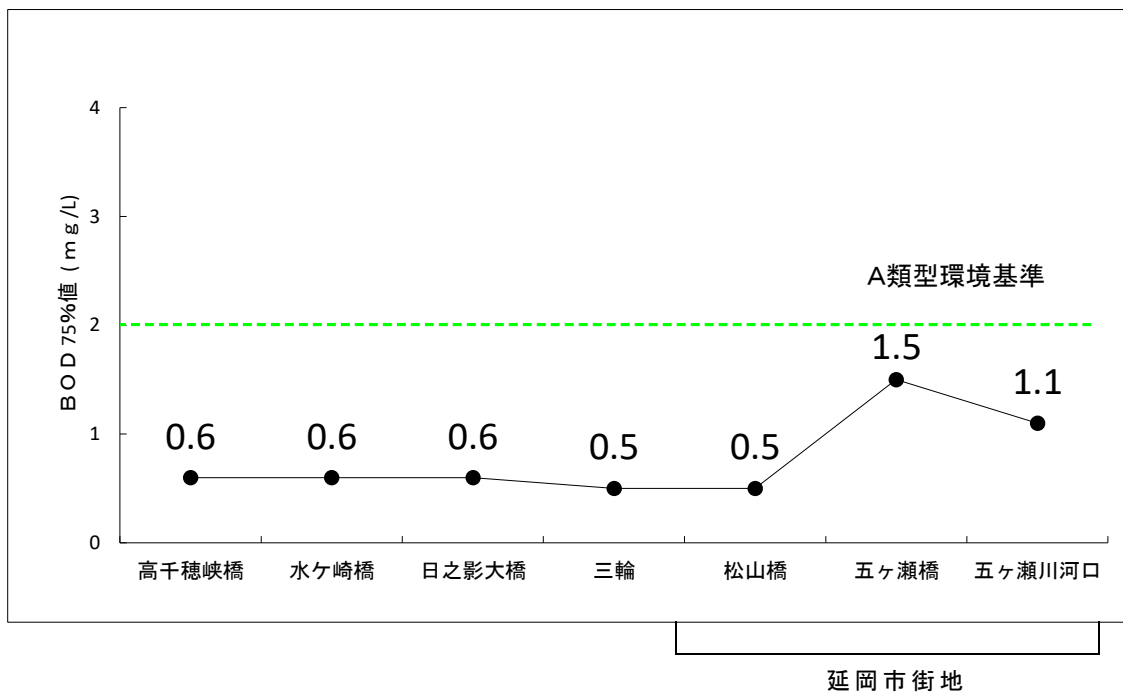 BOD75%値(mg/L)
4
3
2
1
0
A類型環境基準
0.6
0.6
0.6
0.5
0.5
1.5
1.1
高千穂峡橋
水ケ崎橋
日之影大橋
三輪
松山橋
五ヶ瀬橋
五ヶ瀬川河口
延岡市街地